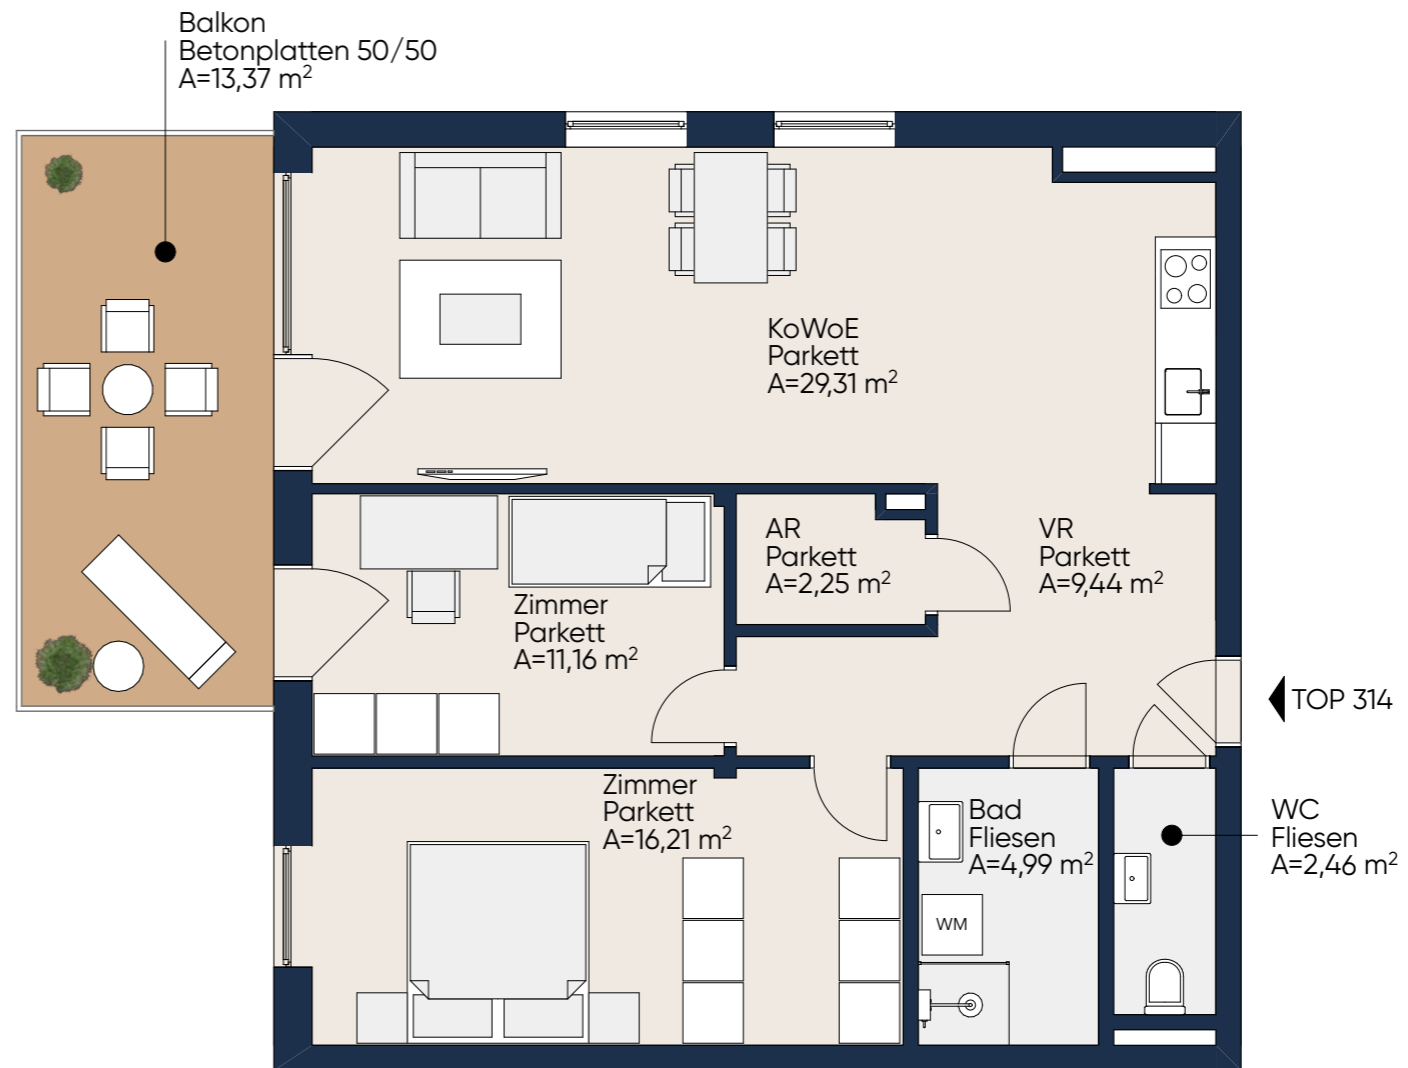 Balkon
Betonplatten 50/50
A=13,37 m²
KoWoE
Parkett
A=29,31 m²
AR
Parkett
A=2,25 m²
VR
Parkett
A=9,44 m²
Zimmer
Parkett
A=11,16 m²
TOP 314
Zimmer
Parkett
A=16,21 m²
Bad
Fliesen
A=4,99 m²
WC
Fliesen
A=2,46 m²
WM